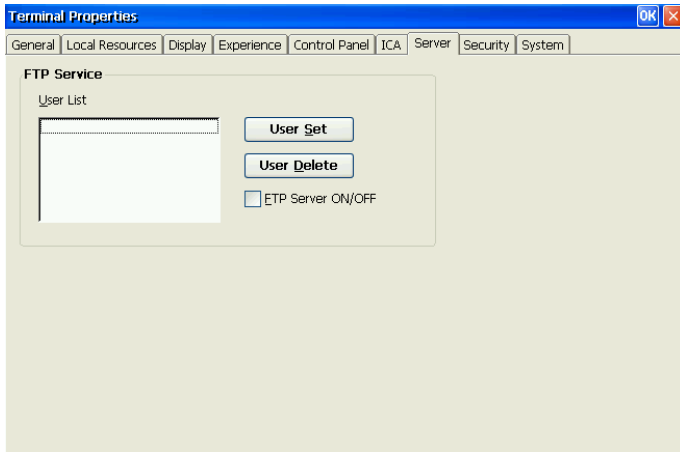 Terminal Properties OK
General Local Resources Display Experience Control Panel ICA Server Security System
FTP Service
User List
User Set
User Delete
FTP Server ON/OFF